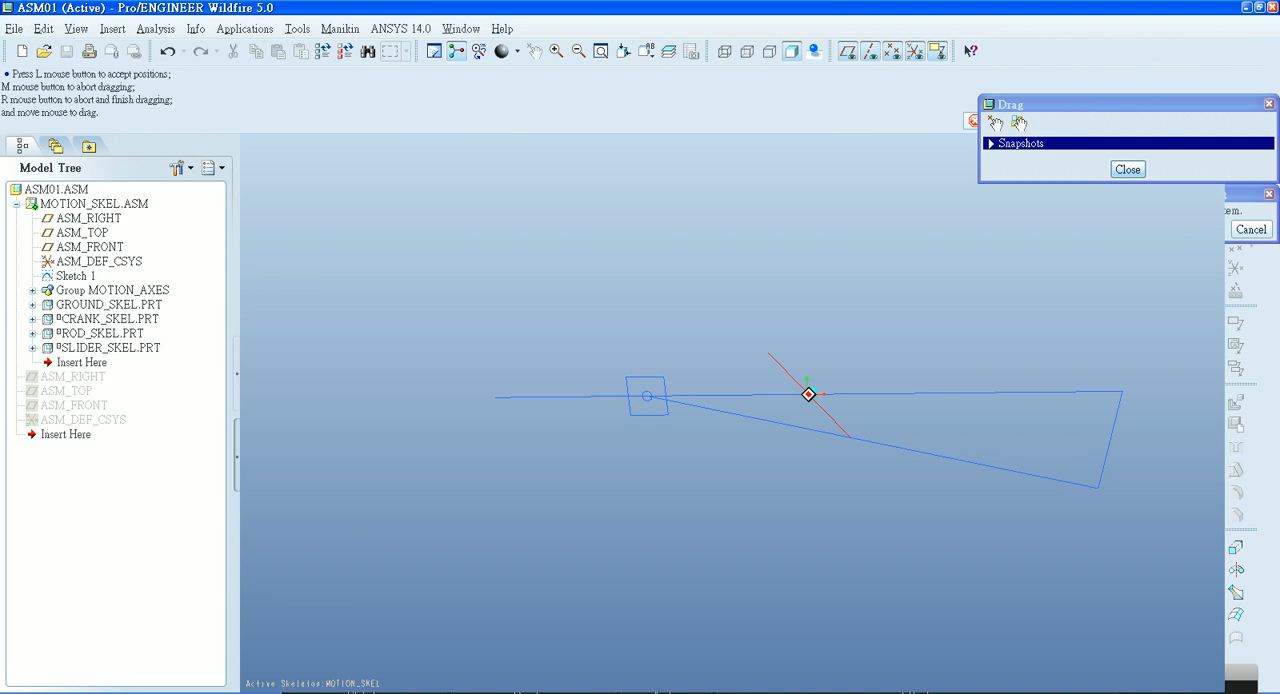 ASM01 (Active) - Pro/ENGINEER Wildfire 5.0
File Edit View Insert Analysis Info Applications Tools Manikin ANSYS 14.0 Window Help
Press L mouse button to accept positions;
M mouse button to abort dragging;
R mouse button to abort and finish dragging;
and move mouse to drag.
Drag
Snapshots
Close
Cancel
Model Tree
ASM01.ASM
MOTION_SKEL.ASM
ASM_RIGHT
ASM_TOP
ASM_FRONT
ASM_DEF_CSYS
Sketch 1
Group MOTION_AXES
GROUND_SKEL.PRT
CRANK_SKEL.PRT
ROD_SKEL.PRT
SLIDER_SKEL.PRT
Insert Here
ASM_RIGHT
ASM_TOP
ASM_FRONT
ASM_DEF_CSYS
Insert Here
Active Skeleton:MOTION_SKEL